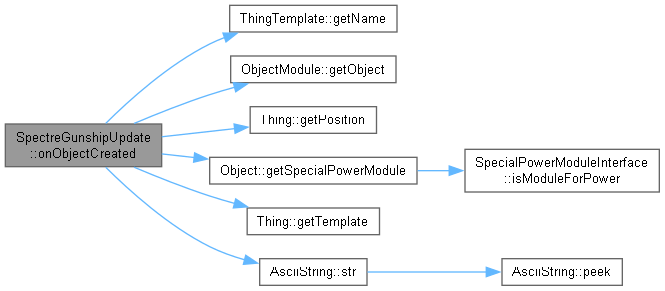 ThingTemplate::getName
ObjectModule::getObject
Thing::getPosition
SpectreGunshipUpdate
::onObjectCreated
Object::getSpecialPowerModule
SpecialPowerModuleInterface
::isModuleForPower
Thing::getTemplate
AsciiString::str
AsciiString::peek